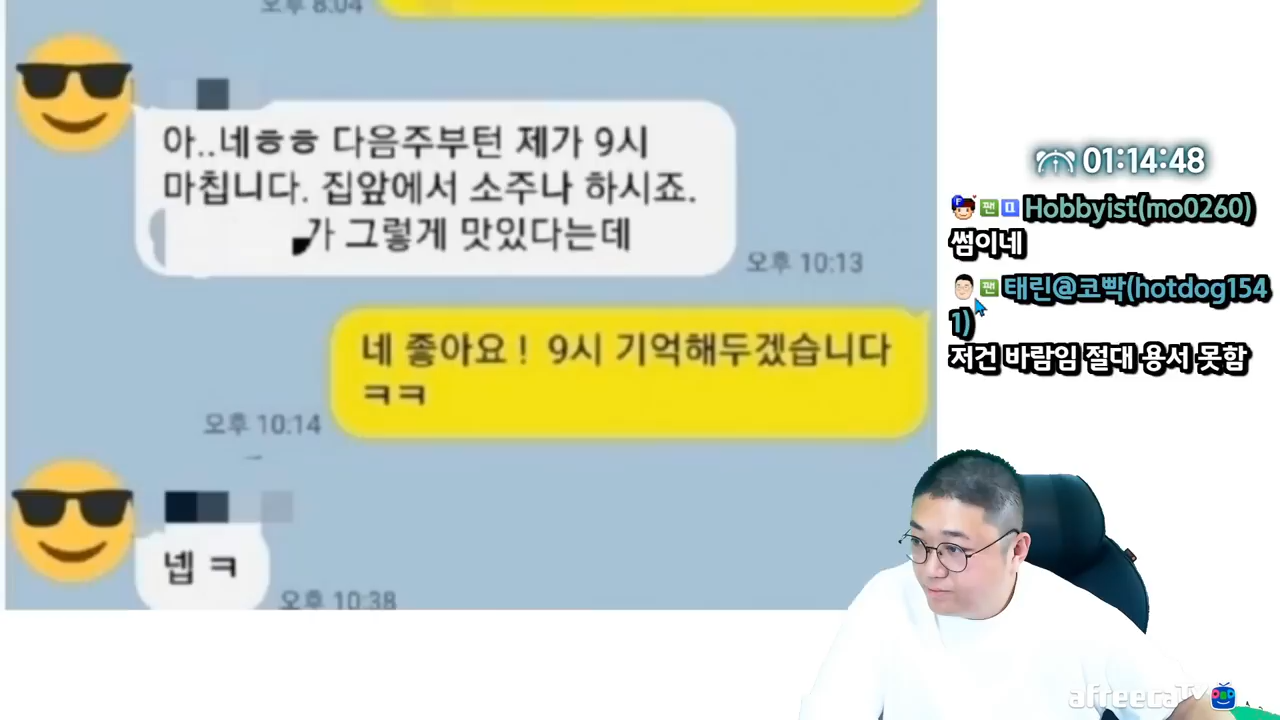 오후 8:04
아..네ㅎㅎ 다음주부턴 제가 9시
마칩니다. 집앞에서 소주나 하시죠.
가 그렇게 맛있다는데
오후 10:13
네 좋아요! 9시 기억해두겠습니다
ㅋㅋ
오후 10:14
넵 ㅋ
오후 10:38
01:14:48
F 팬 Hobbyist(mo0260)
썸이네
팬 태린@코빡(hotdog154
1)
저건 바람임 절대 용서 못함
afreecaTV